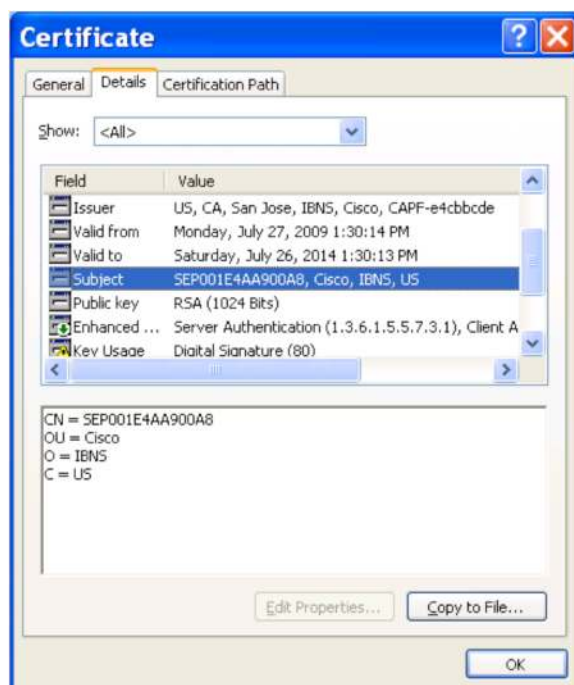 Certificate
General Details Certification Path
Show: <All>
Field Value
Issuer US, CA, San Jose, IBNS, Cisco, CAPF-e4cbbcde
Valid from Monday, July 27, 2009 1:30:14 PM
Valid to Saturday, July 26, 2014 1:30:13 PM
Subject SEP001E4AA900A8, Cisco, IBNS, US
Public key RSA (1024 Bits)
Enhanced ... Server Authentication (1.3.6.1.5.5.7.3.1), Client A
Key Usage Digital Signature (80)
CN = SEP001E4AA900A8
OU = Cisco
O = IBNS
C = US
Edit Properties... Copy to File...
OK